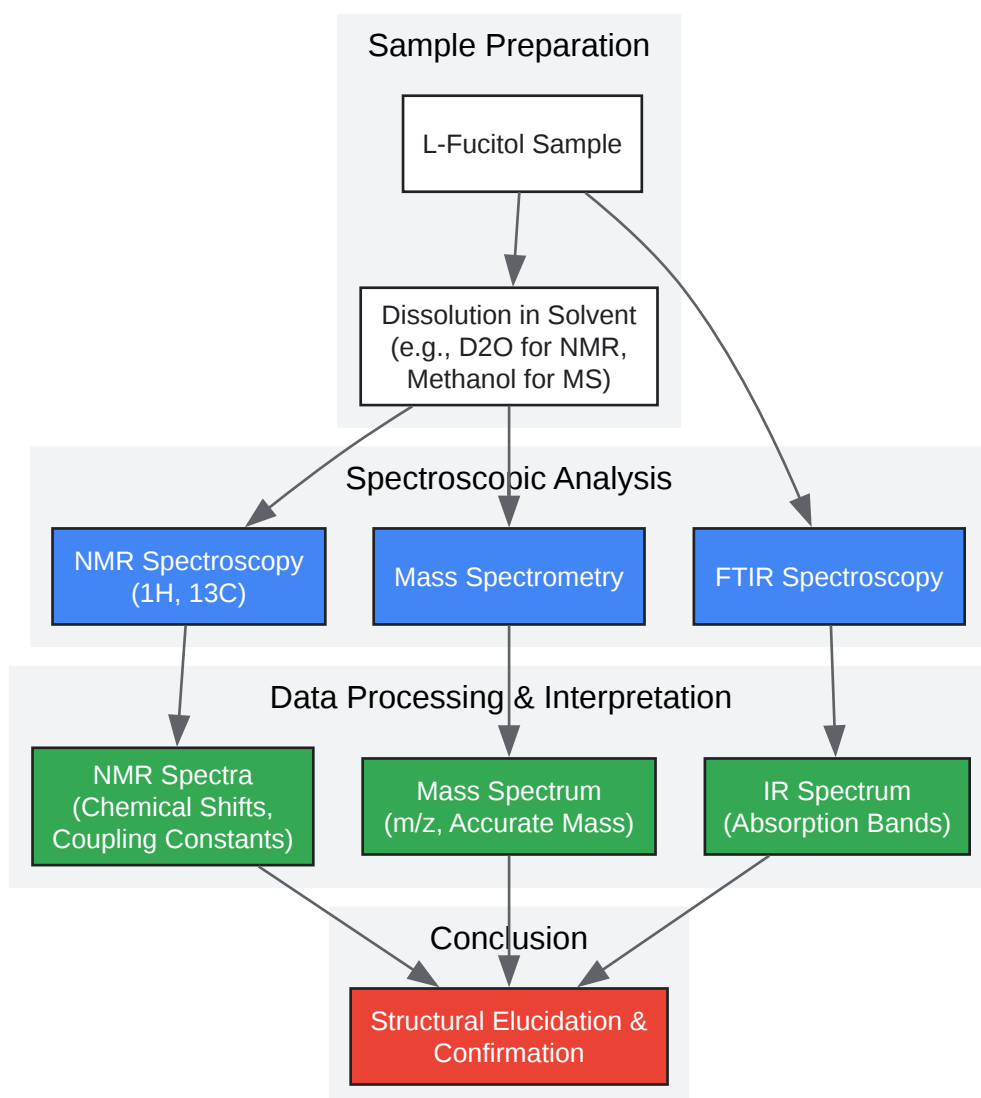 Sample Preparation
L-Fucitol Sample
Dissolution in Solvent
(e.g., D2O for NMR,
Methanol for MS)
Spectroscopic Analysis
NMR Spectroscopy
(1H, 13C)
Mass Spectrometry
FTIR Spectroscopy
Data Processing & Interpretation
NMR Spectra
(Chemical Shifts,
Coupling Constants)
Mass Spectrum
(m/z, Accurate Mass)
IR Spectrum
(Absorption Bands)
Conclusion
Structural Elucidation &
Confirmation